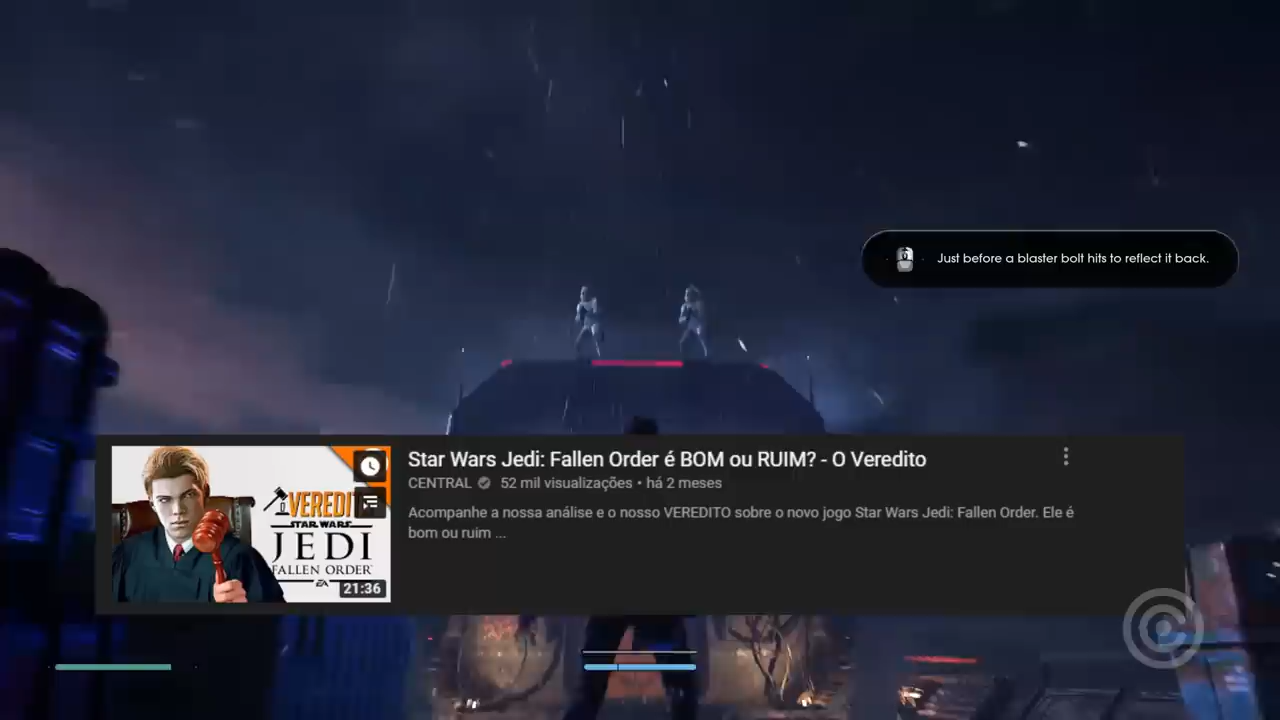 Just before a blaster bolt hits to reflect it back.
Star Wars Jedi: Fallen Order é BOM ou RUIM? - O Veredito
CENTRAL 52 mil visualizações • há 2 meses
Acompanhe a nossa análise e o nosso VEREDITO sobre o novo jogo Star Wars Jedi: Fallen Order. Ele é
bom ou ruim ...
STAR WARS
JEDI
FALLEN ORDER
EA
21:36